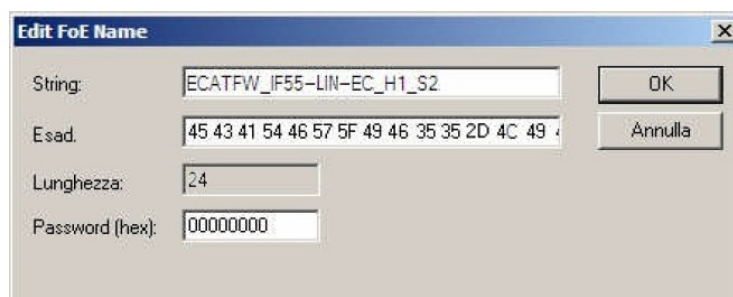 Edit FoE Name
String: ECATFW_IF55-LIN-EC_H1_S2 OK
Esad. 45 43 41 54 46 57 5F 49 46 35 35 2D 4C 49 Annulla
Lunghezza: 24
Password (hex): 00000000